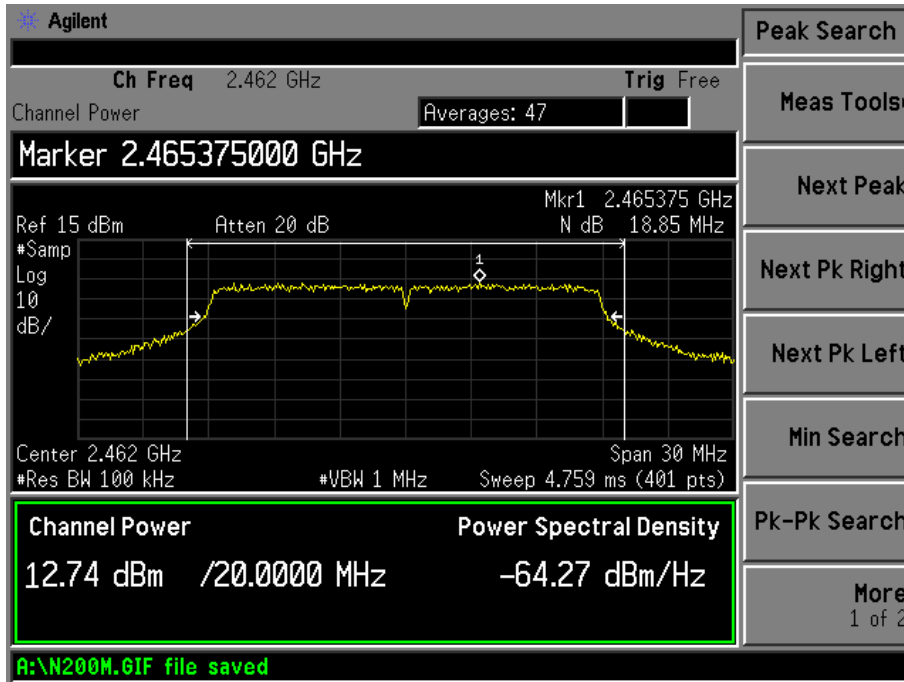 Agilent
Peak Search
Ch Freq 2.462 GHz Trig Free
Channel Power Averages: 47
Meas Tools
Marker 2.465375000 GHz
Next Peak
Mkr1 2.465375 GHz
Ref 15 dBm Atten 20 dB N dB 18.85 MHz
#Samp
Log
10
dB/
1
Next Pk Right
Next Pk Left
Min Search
Center 2.462 GHz Span 30 MHz
#Res BW 100 kHz #VBW 1 MHz Sweep 4.759 ms (401 pts)
Channel Power Power Spectral Density
Pk-Pk Search
12.74 dBm /20.0000 MHz -64.27 dBm/Hz
More
1 of 2
A:\N200M.GIF file saved